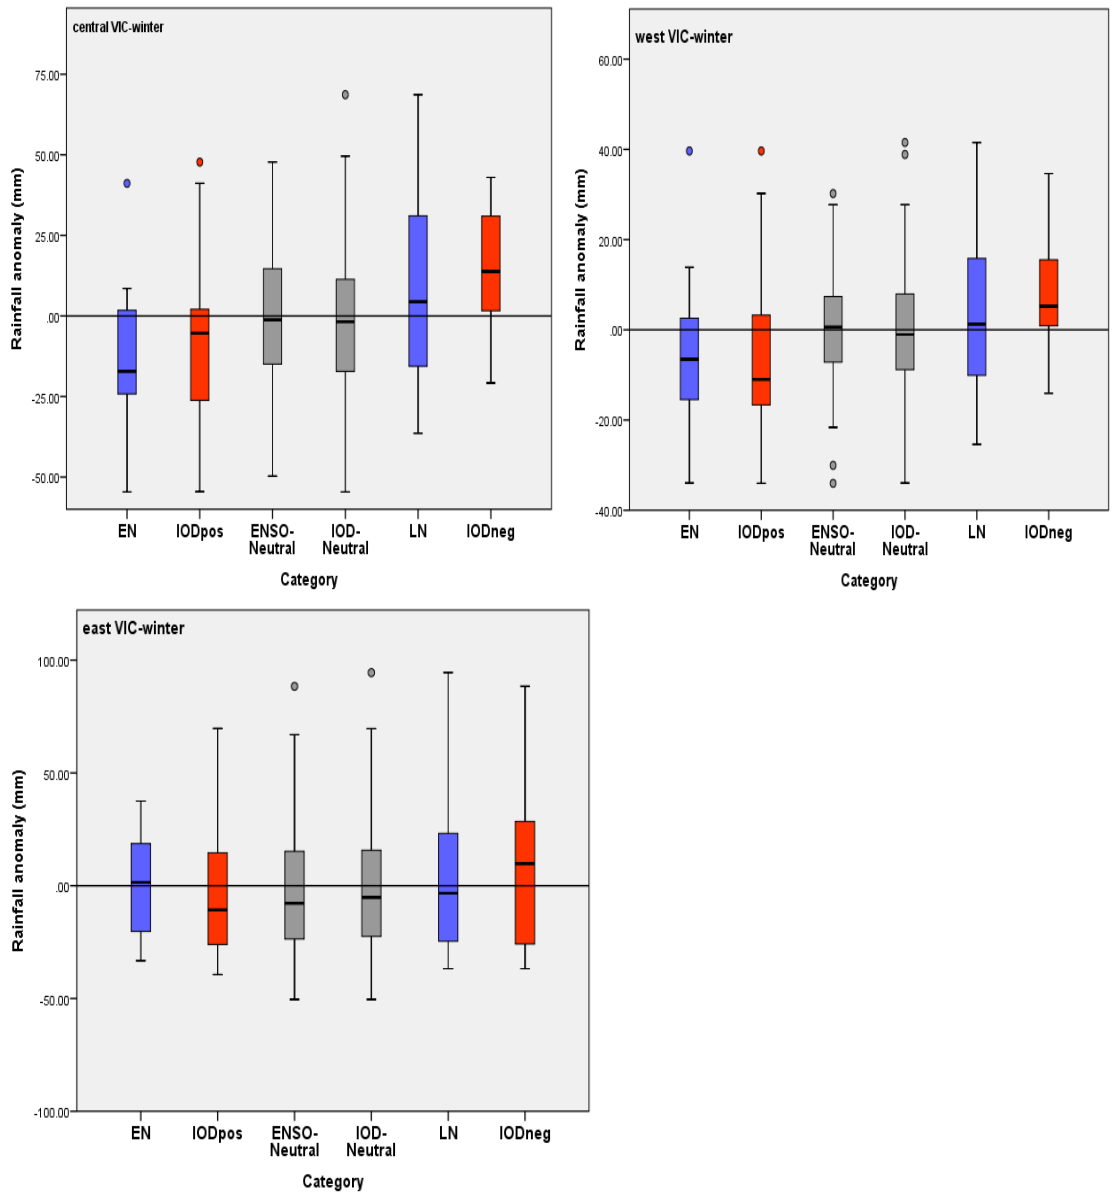 central VIC-winter
Rainfall anomaly (mm)
75.00
50.00
25.00
.00
-25.00
-50.00
EN IODpos ENSO-Neutral IOD-Neutral LN IODneg
Category
west VIC-winter
Rainfall anomaly (mm)
60.00
40.00
20.00
.00
-20.00
-40.00
EN IODpos ENSO-Neutral IOD-Neutral LN IODneg
Category
east VIC-winter
Rainfall anomaly (mm)
100.00
50.00
.00
-50.00
-100.00
EN IODpos ENSO-Neutral IOD-Neutral LN IODneg
Category